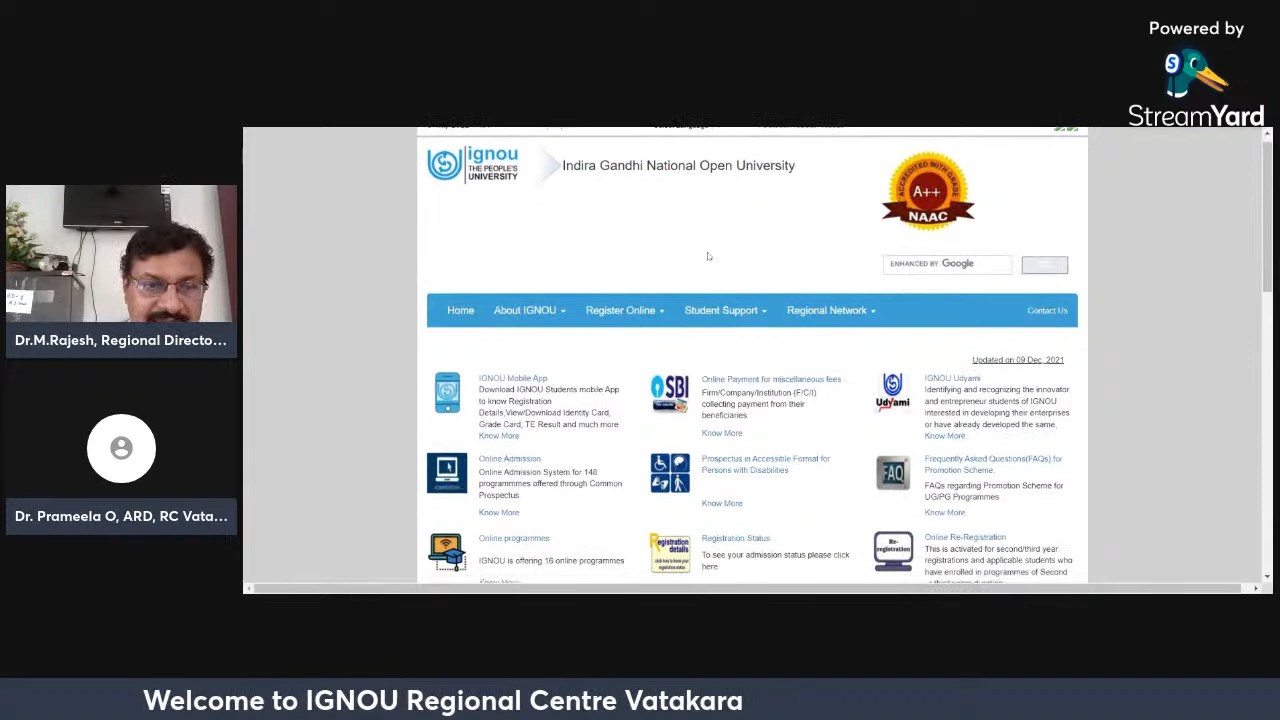 Powered by
StreamYard
ignou
THE PEOPLE'S
UNIVERSITY
Indira Gandhi National Open University
ACCREDITED WITH GRADE
A++
NAAC
ENHANCED BY Google
Home
About IGNOU
Register Online
Student Support
Regional Network
Contact Us
Updated on 09 Dec, 2021
IGNOU Mobile App
Download IGNOU Students mobile App
to know Registration
Details,View/Download Identity Card,
Grade Card, TE Result and much more
Know More
SBI
Online Payment for miscellaneous fees
Firm/Company/Institution (F/C/I)
collecting payment from their
beneficiaries
Know More
Udyami
IGNOU Udyami
Identifying and recognizing the innovator
and entrepreneur students of IGNOU
interested in developing their enterprises
or have already developed the same,
Know More
Online Admission
Online Admission System for 148
programmes offered through Common
Prospectus
Know More
Prospectus in Accessible Format for
Persons with Disabilities
Know More
FAQ
Frequently Asked Questions(FAQs) for
Promotion Scheme.
FAQs regarding Promotion Scheme for
UG/PG Programmes
Know More
Online programmes
IGNOU is offering 16 online programmes
Know More
Registration
details
Registration Status
To see your admission status please click
here
Re-
registration
Online Re-Registration
This is activated for second/third year
registrations and applicable students who
have enrolled in programmes of Second
Dr.M.Rajesh, Regional Directo...
Dr. Prameela O, ARD, RC Vata...
Welcome to IGNOU Regional Centre Vatakara